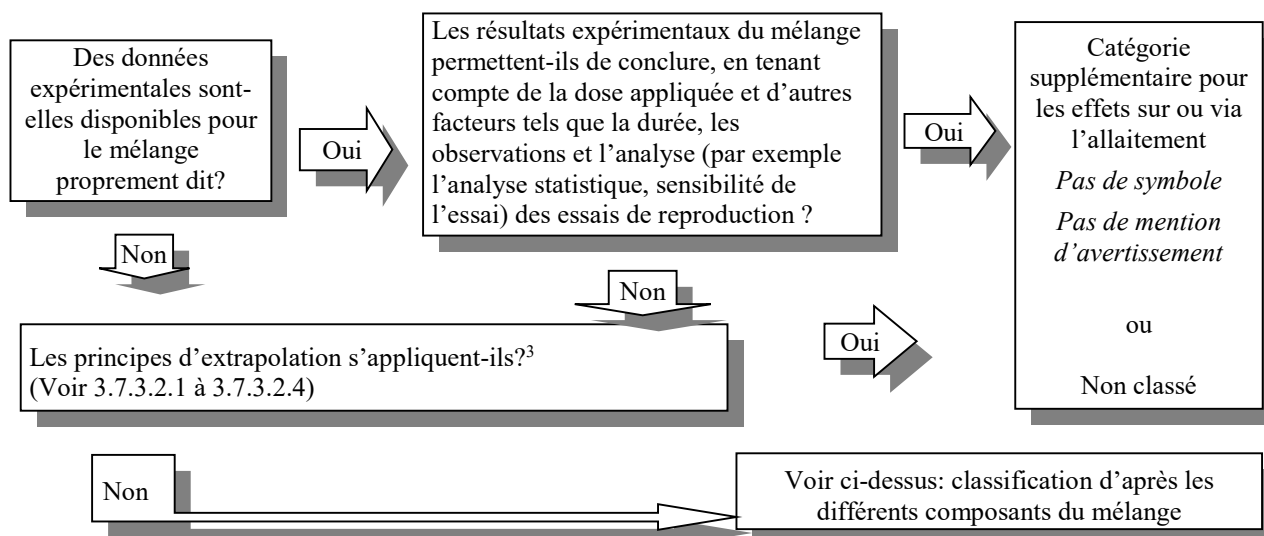 Des données
expérimentales sont-
elles disponibles pour
le mélange
proprement dit?
Oui
Les résultats expérimentaux du mélange
permettent-ils de conclure, en tenant
compte de la dose appliquée et d'autres
facteurs tels que la durée, les
observations et l'analyse (par exemple
l'analyse statistique, sensibilité de
l'essai) des essais de reproduction ?
Oui
Catégorie
supplémentaire pour
les effets sur ou via
l'allaitement
Pas de symbole
Pas de mention
d'avertissement
ou
Non classé
Non
Non
Les principes d'extrapolation s'appliquent-ils?³
(Voir 3.7.3.2.1 à 3.7.3.2.4)
Oui
Non
Voir ci-dessus: classification d'après les
différents composants du mélange